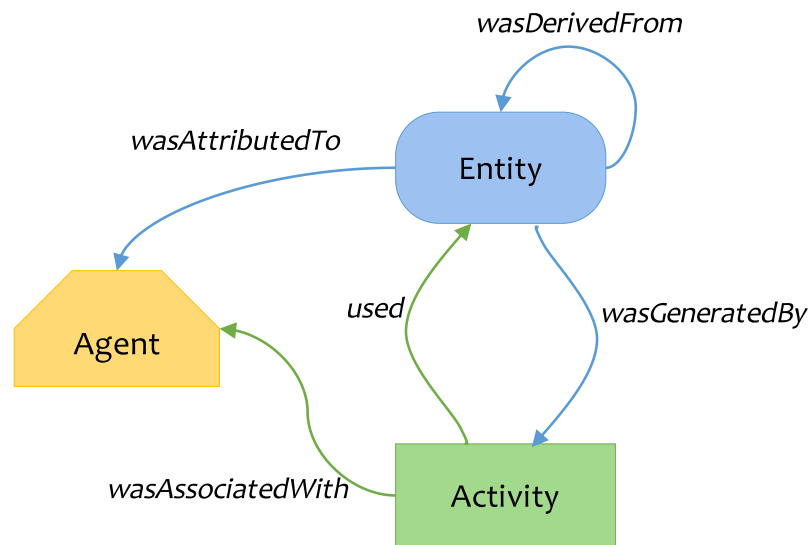 wasDerivedFrom
wasAttributedTo
Entity
used
wasGeneratedBy
Agent
wasAssociatedWith
Activity